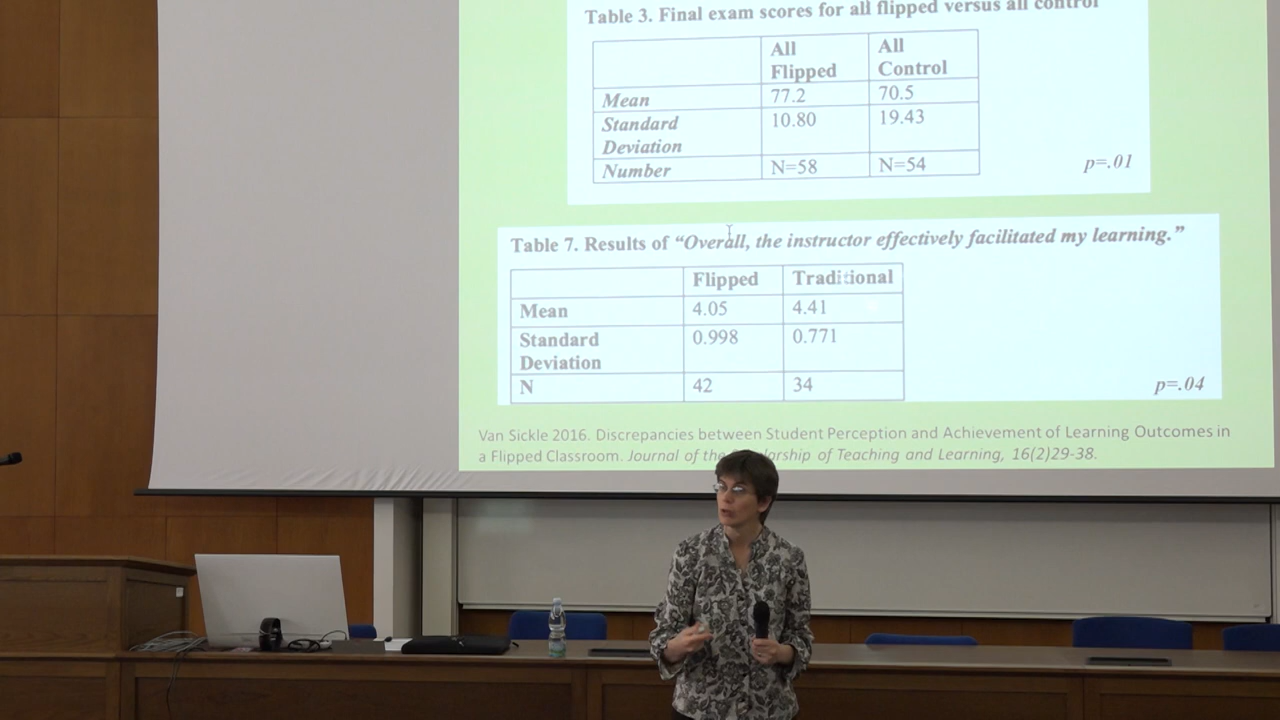 Table 3. Final exam scores for all flipped versus all control
All Flipped All Control
Mean 77.2 70.5
Standard Deviation 10.80 19.43
Number N=58 N=54
p=.01
Table 7. Results of “Overall, the instructor effectively facilitated my learning.”
Flipped Traditional
Mean 4.05 4.41
Standard Deviation 0.998 0.771
N 42 34
p=.04
Van Sickle 2016. Discrepancies between Student Perception and Achievement of Learning Outcomes in
a Flipped Classroom. Journal of the of Teaching and Learning, 16(2)29-38.